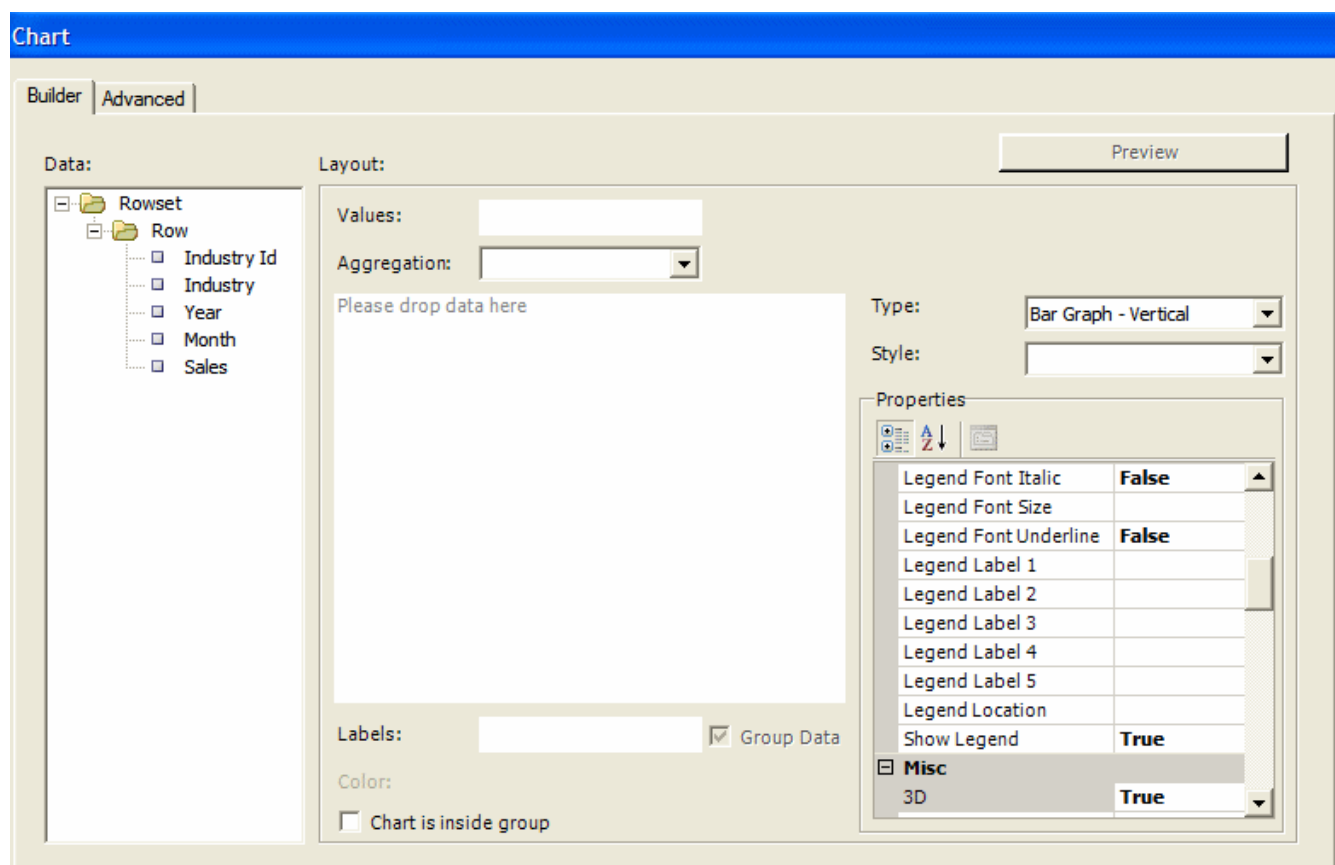 Chart
Builder
Advanced
Preview
Data:
Layout:
Rowset
Row
Industry Id
Industry
Year
Month
Sales
Values:
Aggregation:
Please drop data here
Labels:
Group Data
Color:
Chart is inside group
Type:
Bar Graph - Vertical
Style:
Properties
Legend Font Italic False
Legend Font Size
Legend Font Underline False
Legend Label 1
Legend Label 2
Legend Label 3
Legend Label 4
Legend Label 5
Legend Location
Show Legend True
Misc
3D True